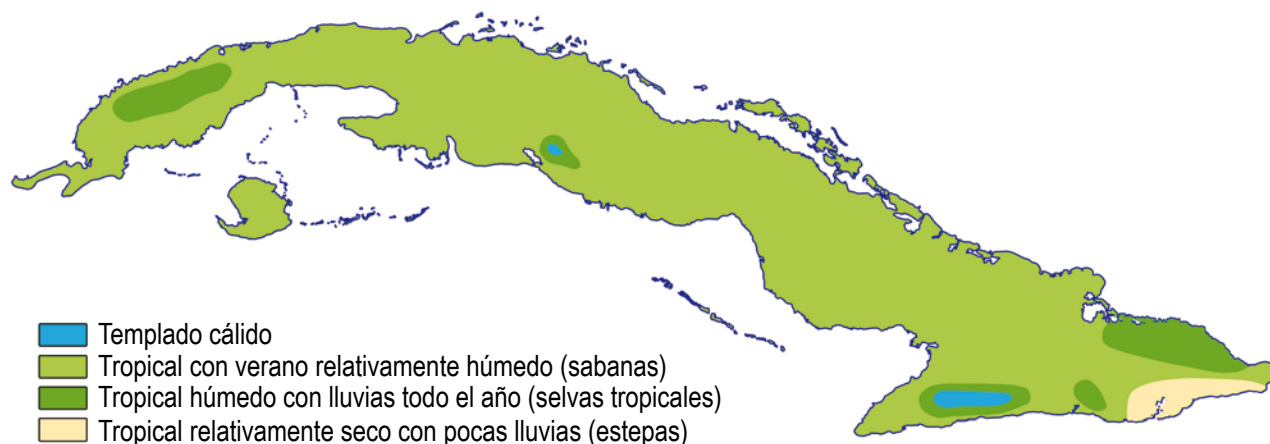 Templado cálido
Tropical con verano relativamente húmedo (sabanas)
Tropical húmedo con lluvias todo el año (selvas tropicales)
Tropical relativamente seco con pocas lluvias (estepas)